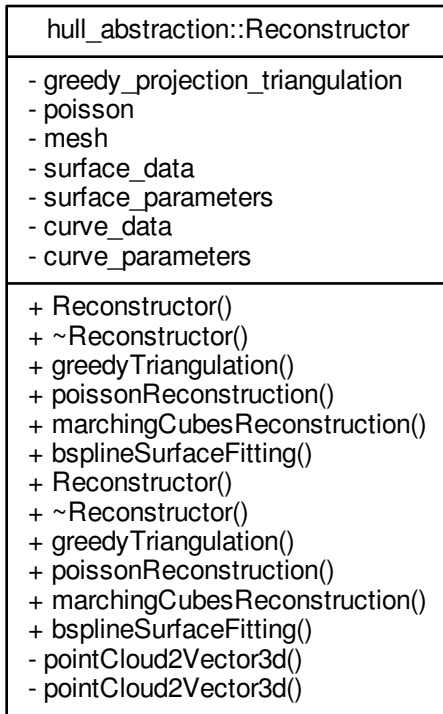 hull_abstraction::Reconstructor
- greedy_projection_triangulation
- poisson
- mesh
- surface_data
- surface_parameters
- curve_data
- curve_parameters
+ Reconstructor()
+ ~Reconstructor()
+ greedyTriangulation()
+ poissonReconstruction()
+ marchingCubesReconstruction()
+ bsplineSurfaceFitting()
+ Reconstructor()
+ ~Reconstructor()
+ greedyTriangulation()
+ poissonReconstruction()
+ marchingCubesReconstruction()
+ bsplineSurfaceFitting()
- pointCloud2Vector3d()
- pointCloud2Vector3d()